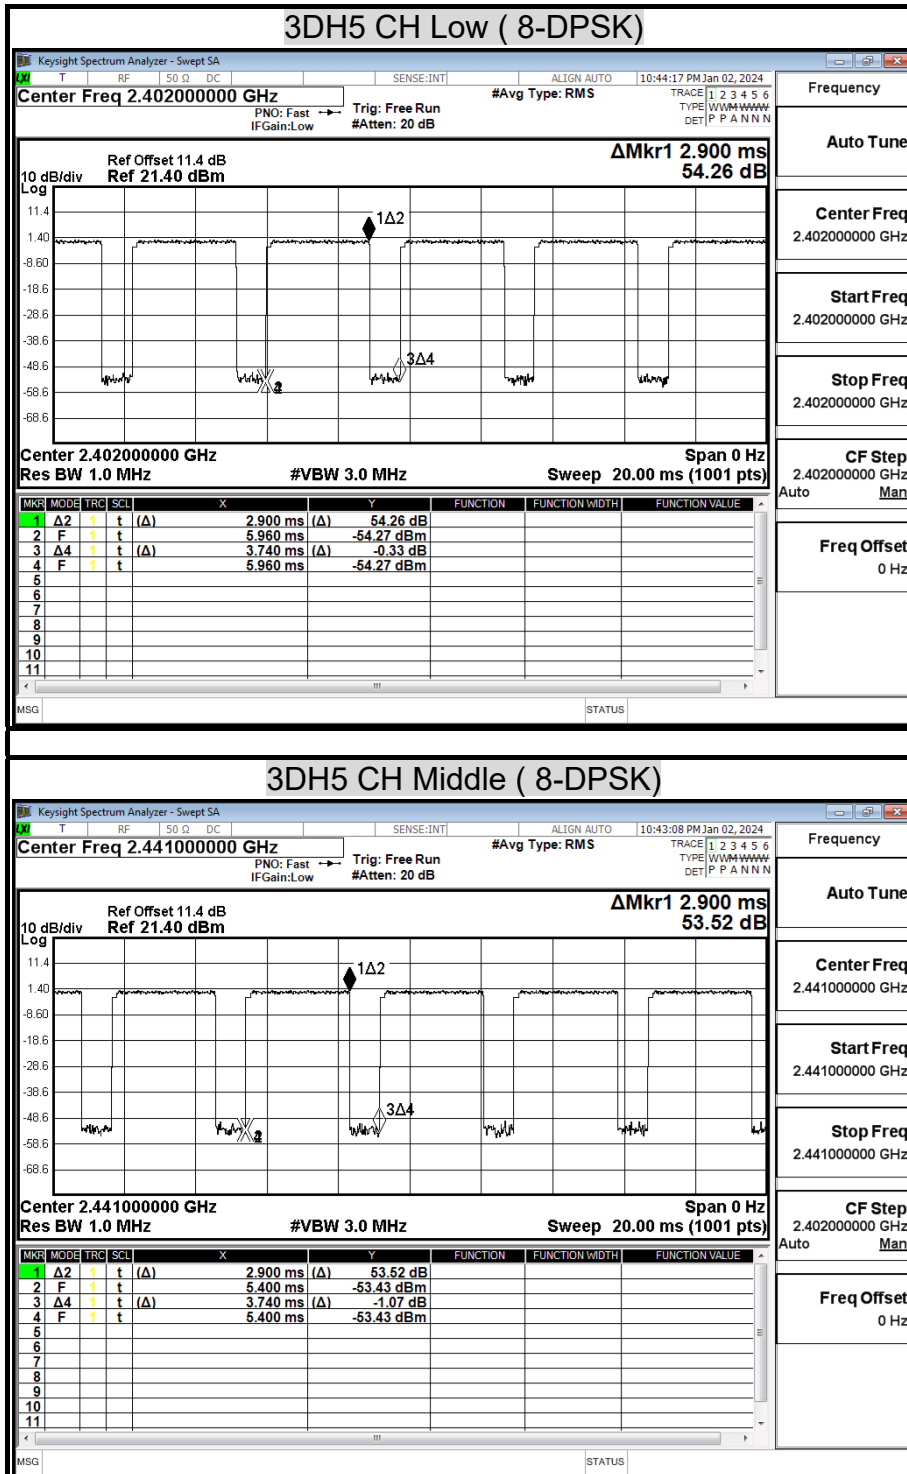 3DH5 CH Low ( 8-DPSK)
Keysight Spectrum Analyzer - Swept SA
LXI T RF 50 Ω DC SENSE:INT ALIGN AUTO 10:44:17 PM Jan 02, 2024
Center Freq 2.402000000 GHz #Avg Type: RMS TRACE 1 2 3 4 5 6
PNO: Fast Trig: Free Run TYPE WWMWWWW
IFGain:Low #Atten: 20 dB DET P P A N N N
Frequency
Auto Tune
Center Freq
2.402000000 GHz
Start Freq
2.402000000 GHz
Stop Freq
2.402000000 GHz
CF Step
2.402000000 GHz
Auto Man
Freq Offset
0 Hz
ΔMkr1 2.900 ms
54.26 dB
Ref Offset 11.4 dB
10 dB/div Ref 21.40 dBm
Log
11.4
1.40
-8.60
-18.6
-28.6
-38.6
-48.6
-58.6
-68.6
1Δ2
3Δ4
Center 2.402000000 GHz Span 0 Hz
Res BW 1.0 MHz #VBW 3.0 MHz Sweep 20.00 ms (1001 pts)
MKR MODE TRC SCL X Y FUNCTION FUNCTION WIDTH FUNCTION VALUE
1 Δ2 1 t (Δ) 2.900 ms (Δ) 54.26 dB
2 F 1 t 5.960 ms -54.27 dBm
3 Δ4 1 t (Δ) 3.740 ms (Δ) -0.33 dB
4 F 1 t 5.960 ms -54.27 dBm
5
6
7
8
9
10
11
MSG STATUS
3DH5 CH Middle ( 8-DPSK)
Keysight Spectrum Analyzer - Swept SA
LXI T RF 50 Ω DC SENSE:INT ALIGN AUTO 10:43:08 PM Jan 02, 2024
Center Freq 2.441000000 GHz #Avg Type: RMS TRACE 1 2 3 4 5 6
PNO: Fast Trig: Free Run TYPE WWMWWWW
IFGain:Low #Atten: 20 dB DET P P A N N N
Frequency
Auto Tune
Center Freq
2.441000000 GHz
Start Freq
2.441000000 GHz
Stop Freq
2.441000000 GHz
CF Step
2.402000000 GHz
Auto Man
Freq Offset
0 Hz
ΔMkr1 2.900 ms
53.52 dB
Ref Offset 11.4 dB
10 dB/div Ref 21.40 dBm
Log
11.4
1.40
-8.60
-18.6
-28.6
-38.6
-48.6
-58.6
-68.6
1Δ2
3Δ4
Center 2.441000000 GHz Span 0 Hz
Res BW 1.0 MHz #VBW 3.0 MHz Sweep 20.00 ms (1001 pts)
MKR MODE TRC SCL X Y FUNCTION FUNCTION WIDTH FUNCTION VALUE
1 Δ2 1 t (Δ) 2.900 ms (Δ) 53.52 dB
2 F 1 t 5.400 ms -53.43 dBm
3 Δ4 1 t (Δ) 3.740 ms (Δ) -1.07 dB
4 F 1 t 5.400 ms -53.43 dBm
5
6
7
8
9
10
11
MSG STATUS